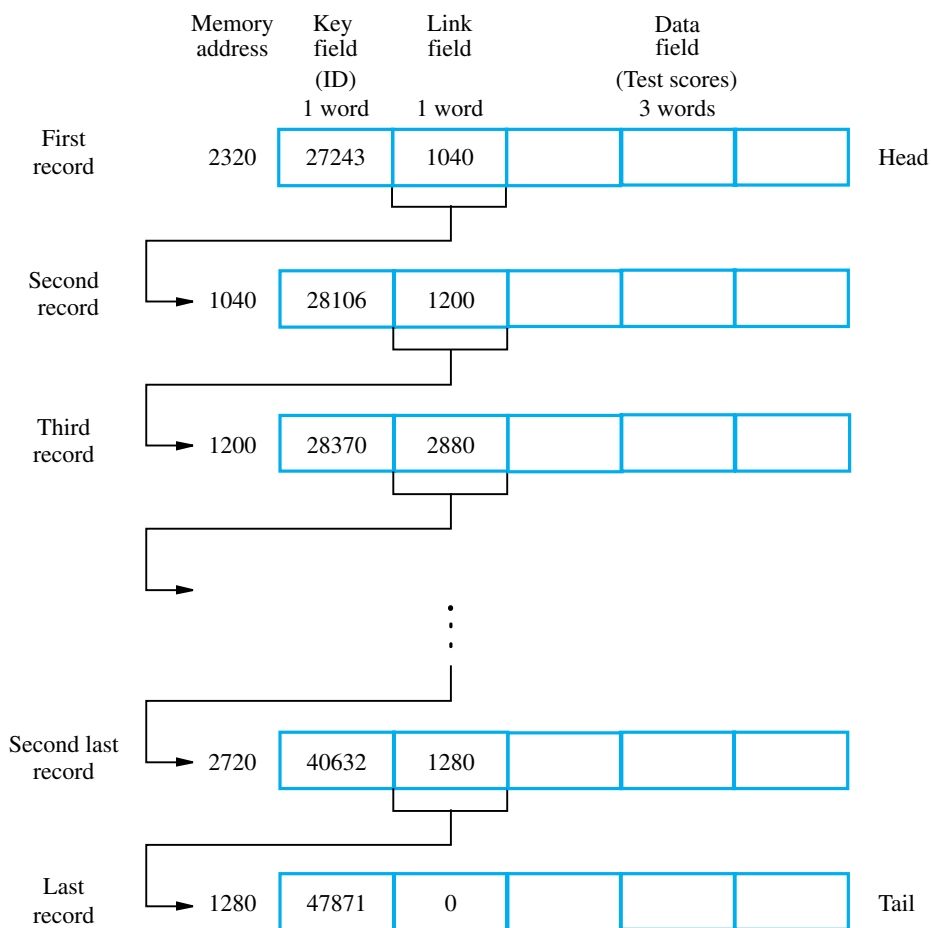 Memory address
Key field (ID) 1 word
Link field 1 word
Data field (Test scores) 3 words
First record
2320 27243 1040 Head
Second record
1040 28106 1200
Third record
1200 28370 2880
Second last record
2720 40632 1280
Last record
1280 47871 0 Tail